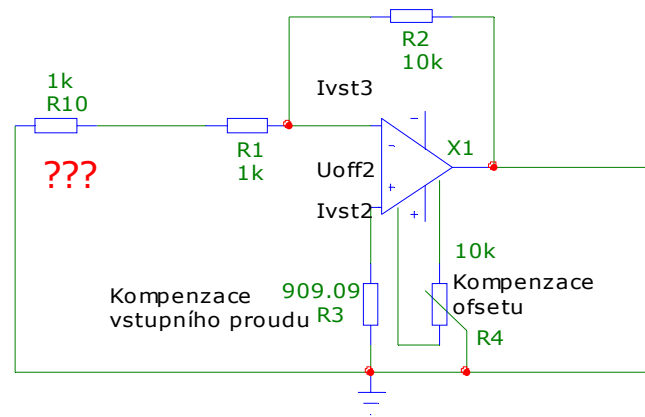 R2
10k
1k
R10
???
R1
1k
Ivst3
X1
Uoff2
Ivst2
-
+
-
+
10k
Kompenzace
ofsetu
R4
909.09
R3
Kompenzace
vstupního proudu